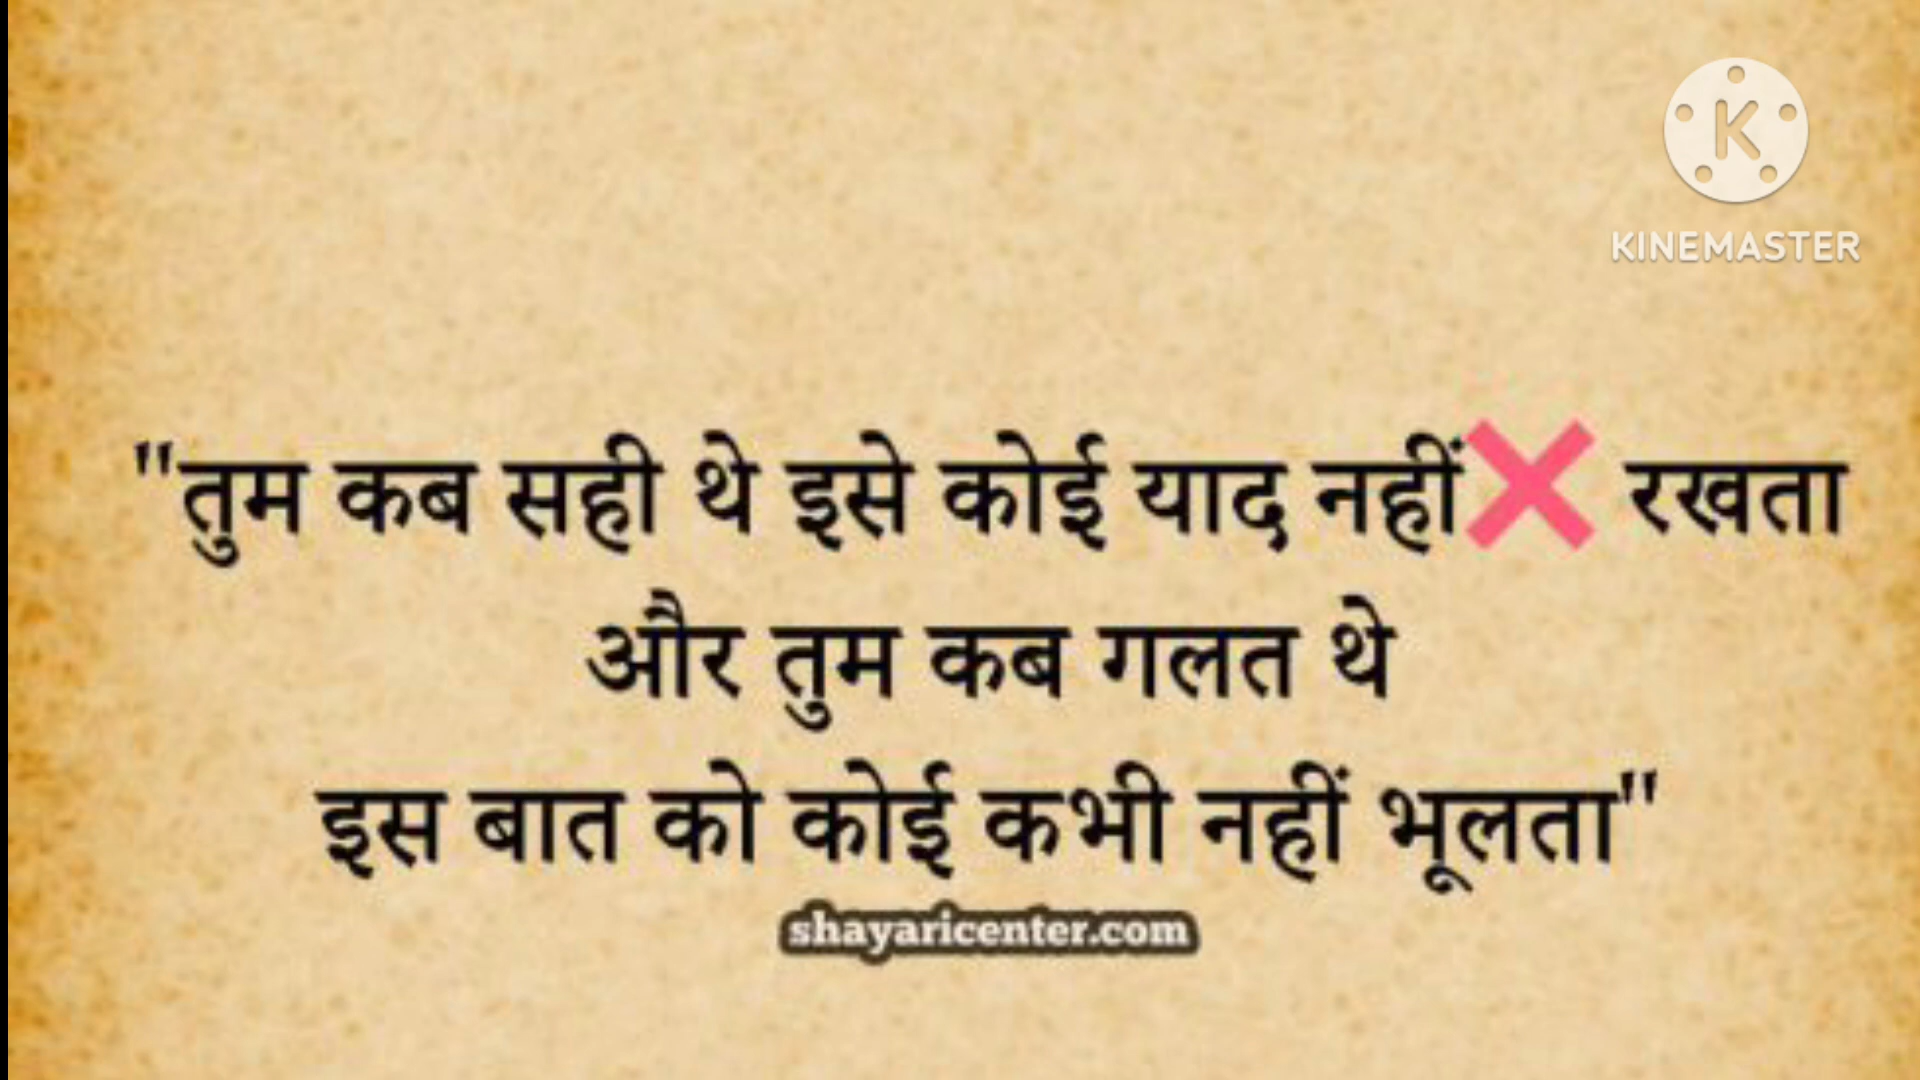 K
KINEMASTER
"तुम कब सही थे इसे कोई याद नहीं❌ रखता
और तुम कब गलत थे
इस बात को कोई कभी नहीं भूलता"
shayaricenter.com